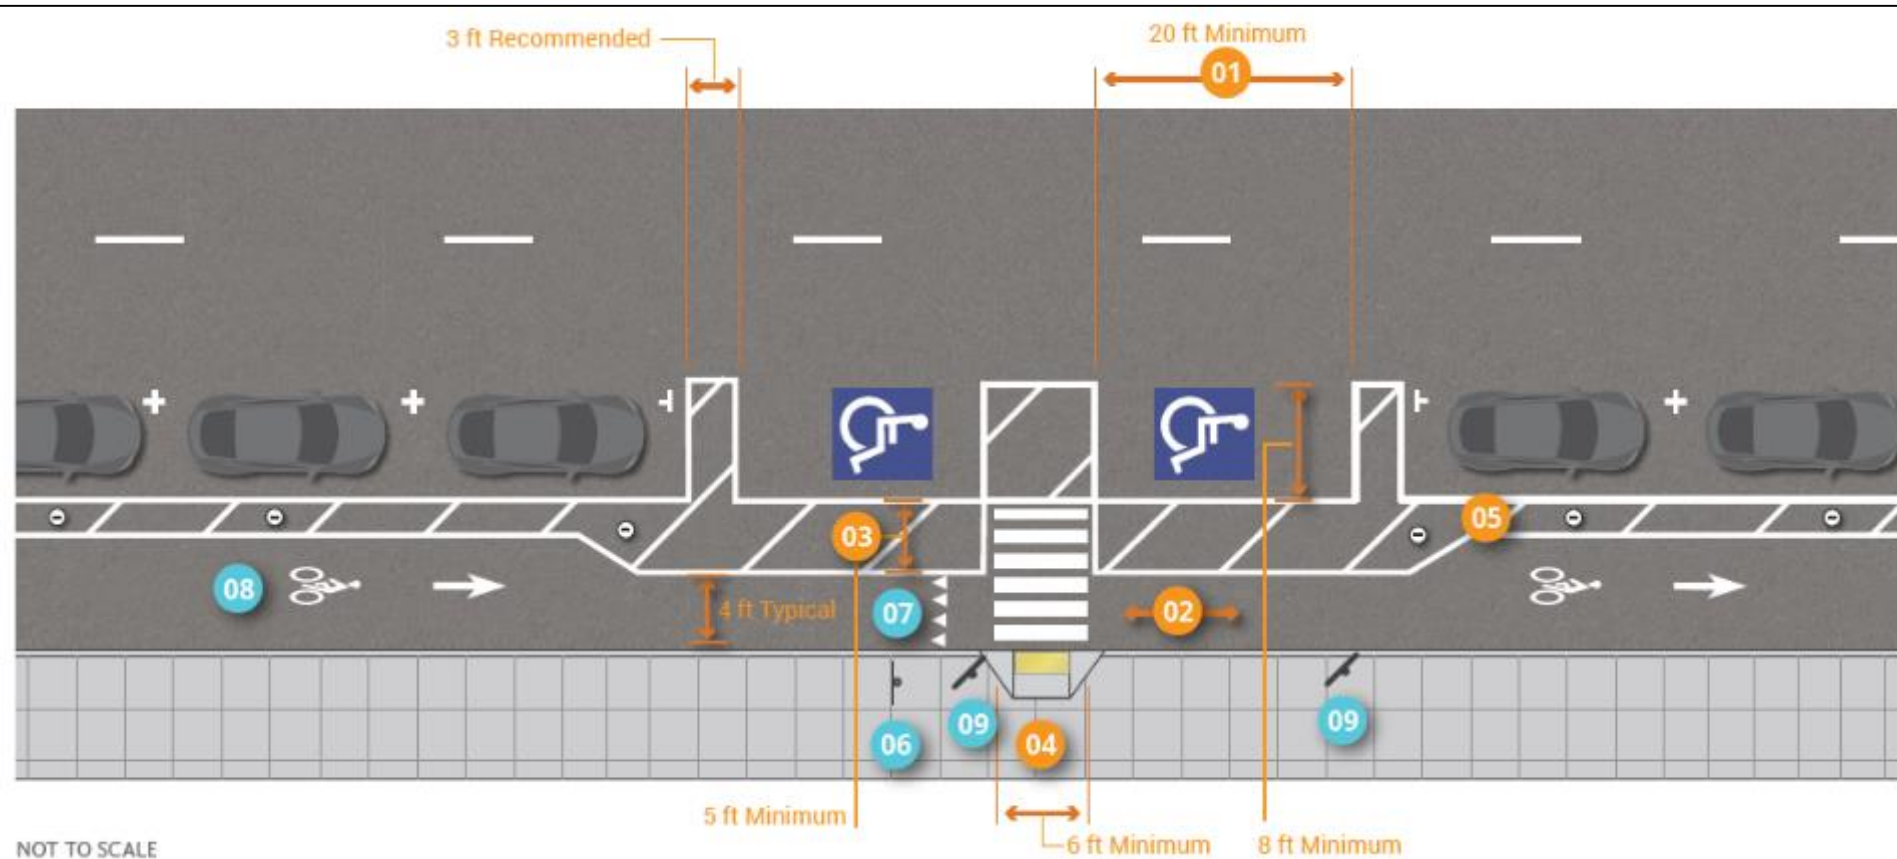 3 ft Recommended
20 ft Minimum
01
03
05
08
4 ft Typical
07
02
06
09
04
09
5 ft Minimum
6 ft Minimum
8 ft Minimum
NOT TO SCALE